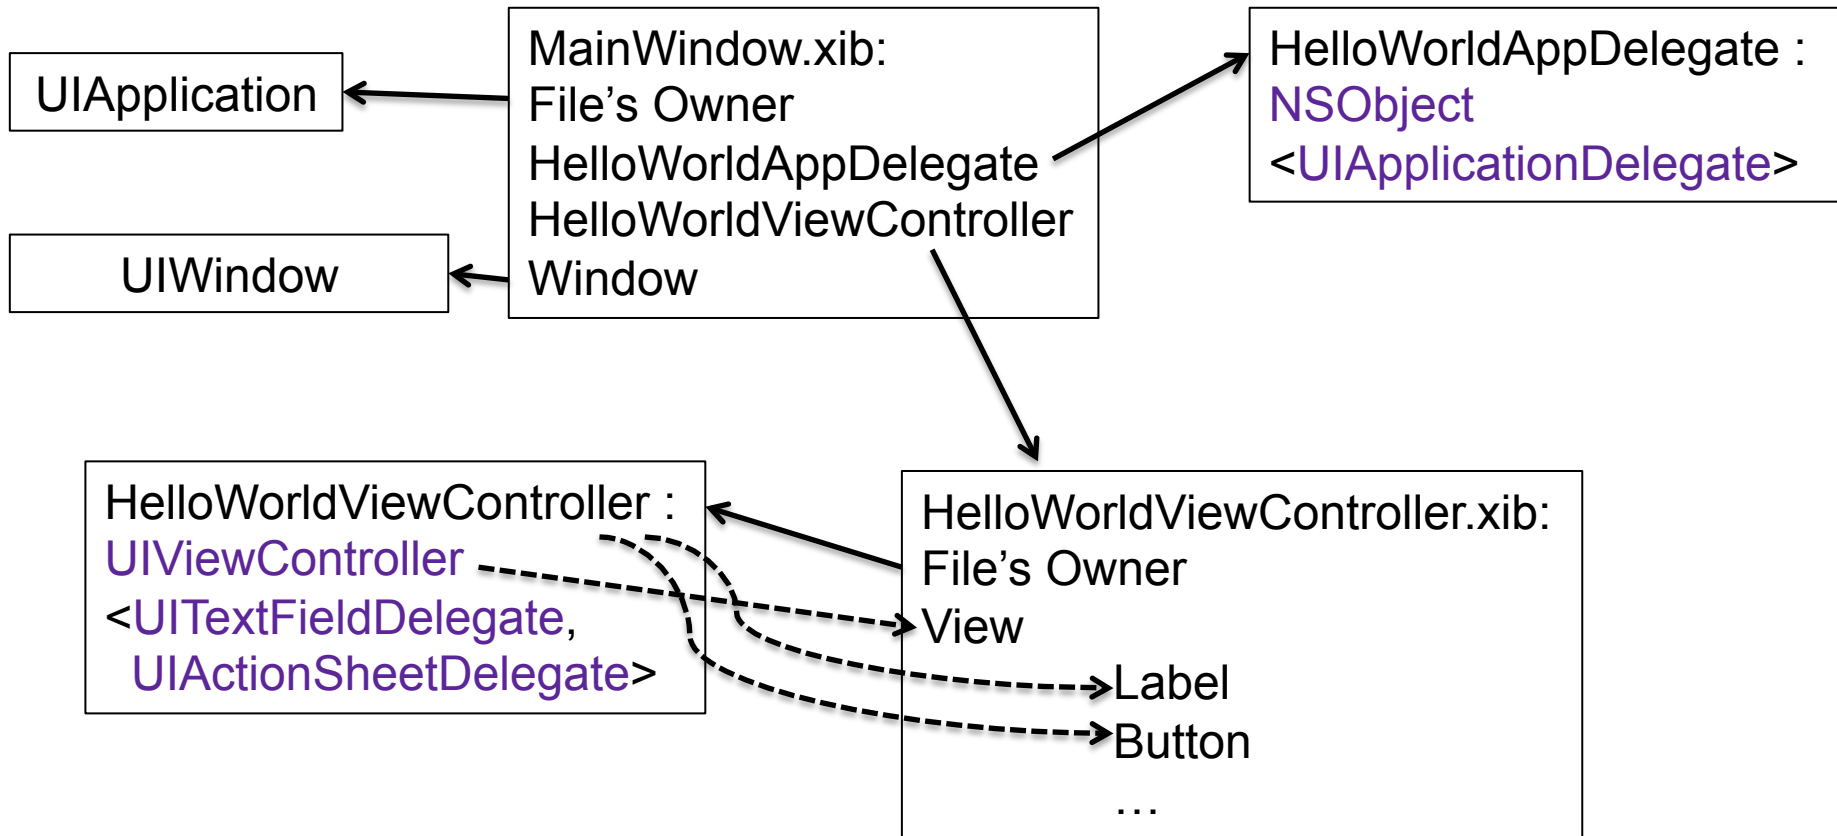 UIApplication
UIWindow
MainWindow.xib:
File's Owner
HelloWorldAppDelegate
HelloWorldViewController
Window
HelloWorldAppDelegate :
NSObject
<UIApplicationDelegate>
HelloWorldViewController :
UIViewController
<UITextFieldDelegate,
UIActionSheetDelegate>
HelloWorldViewController.xib:
File's Owner
View
Label
Button
…